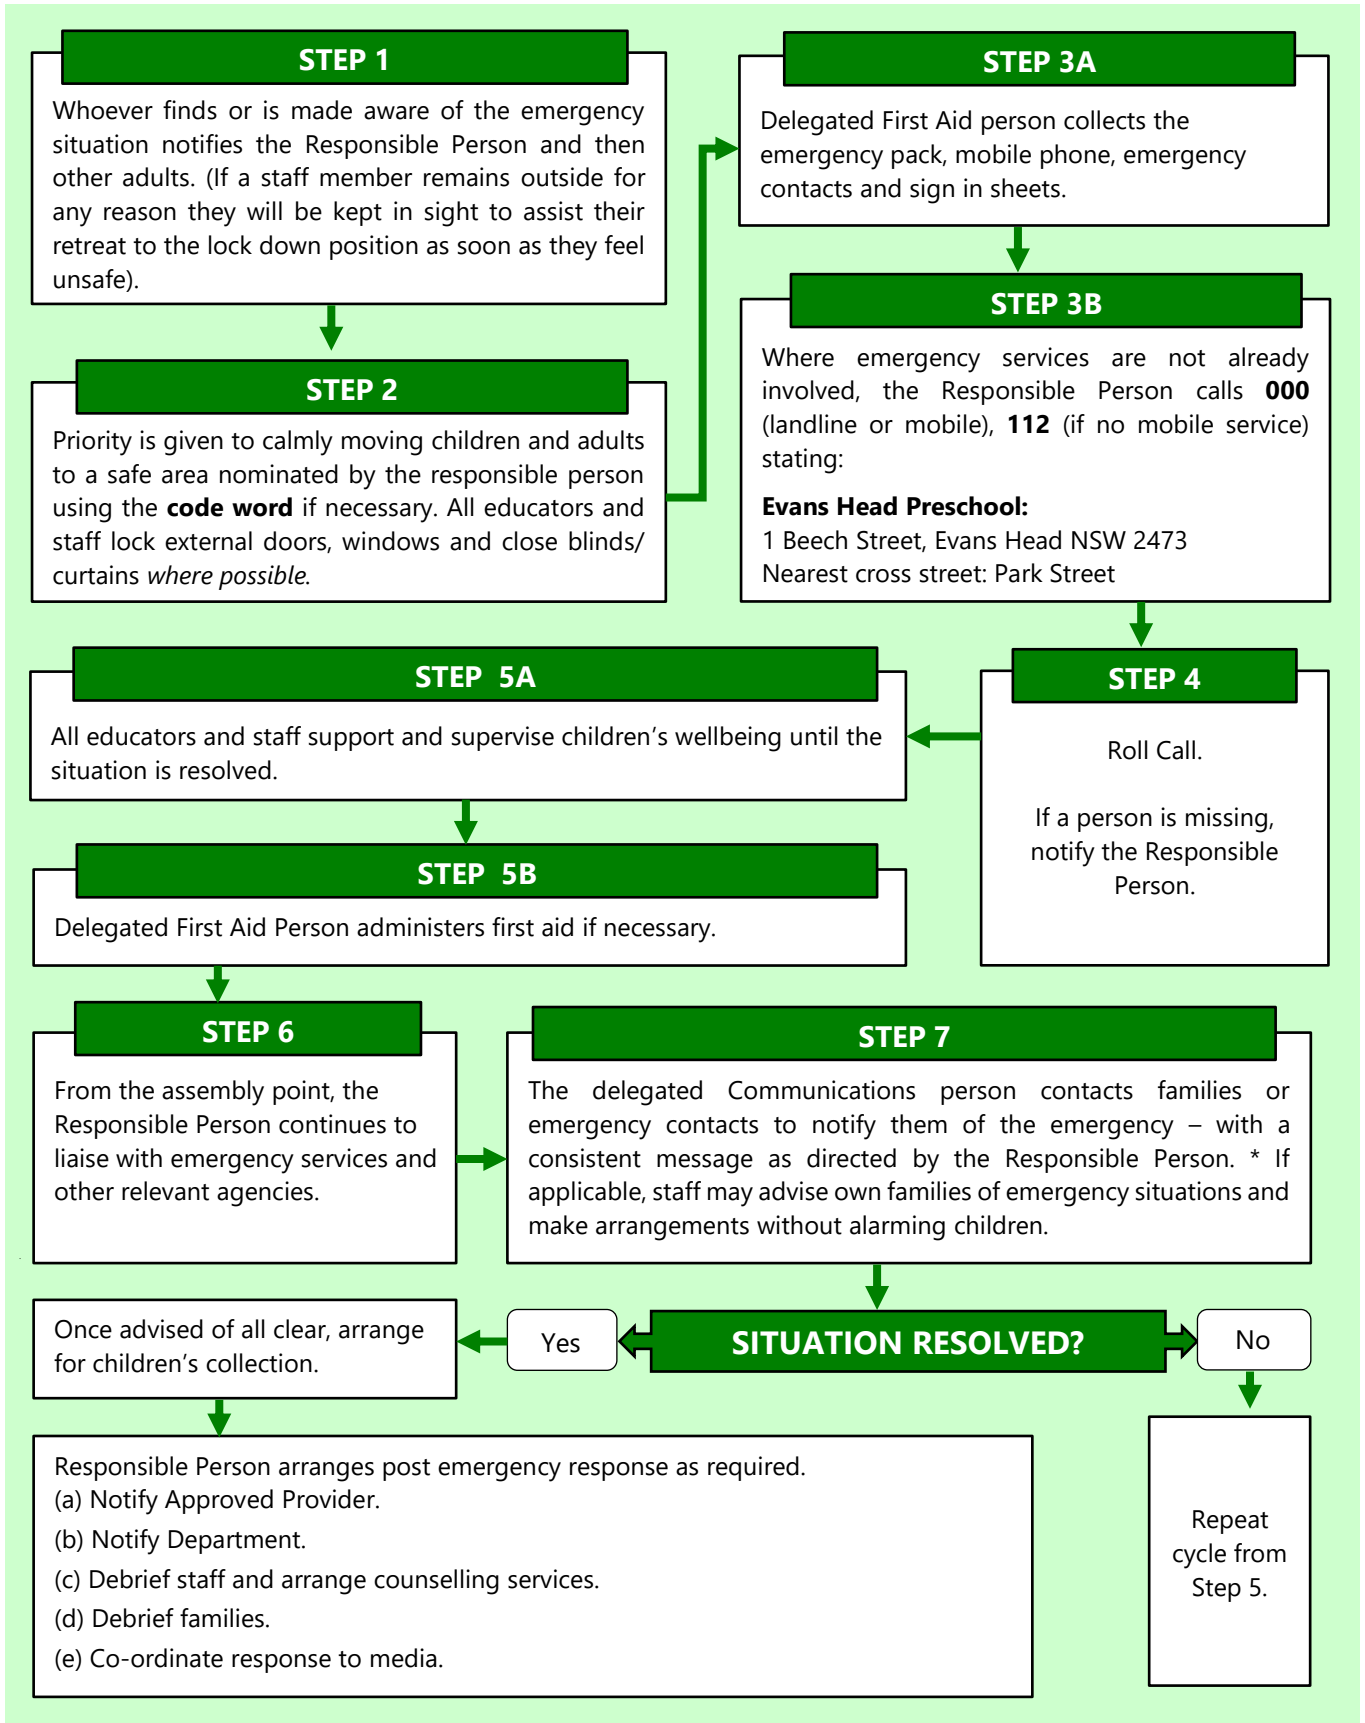 STEP 1
Whoever finds or is made aware of the emergency
situation notifies the Responsible Person and then
other adults. (If a staff member remains outside for
any reason they will be kept in sight to assist their
retreat to the lock down position as soon as they feel
unsafe).
STEP 2
Priority is given to calmly moving children and adults
to a safe area nominated by the responsible person
using the code word if necessary. All educators and
staff lock external doors, windows and close blinds/
curtains where possible.
STEP 3A
Delegated First Aid person collects the
emergency pack, mobile phone, emergency
contacts and sign in sheets.
STEP 3B
Where emergency services are not already
involved, the Responsible Person calls 000
(landline or mobile), 112 (if no mobile service)
stating:
Evans Head Preschool:
1 Beech Street, Evans Head NSW 2473
Nearest cross street: Park Street
STEP 4
Roll Call.
If a person is missing,
notify the Responsible
Person.
STEP 5A
All educators and staff support and supervise children’s wellbeing until the
situation is resolved.
STEP 5B
Delegated First Aid Person administers first aid if necessary.
STEP 6
From the assembly point, the
Responsible Person continues to
liaise with emergency services and
other relevant agencies.
STEP 7
The delegated Communications person contacts families or
emergency contacts to notify them of the emergency – with a
consistent message as directed by the Responsible Person. * If
applicable, staff may advise own families of emergency situations and
make arrangements without alarming children.
SITUATION RESOLVED?
Yes
No
Once advised of all clear, arrange
for children’s collection.
Responsible Person arranges post emergency response as required.
(a) Notify Approved Provider.
(b) Notify Department.
(c) Debrief staff and arrange counselling services.
(d) Debrief families.
(e) Co-ordinate response to media.
Repeat
cycle from
Step 5.